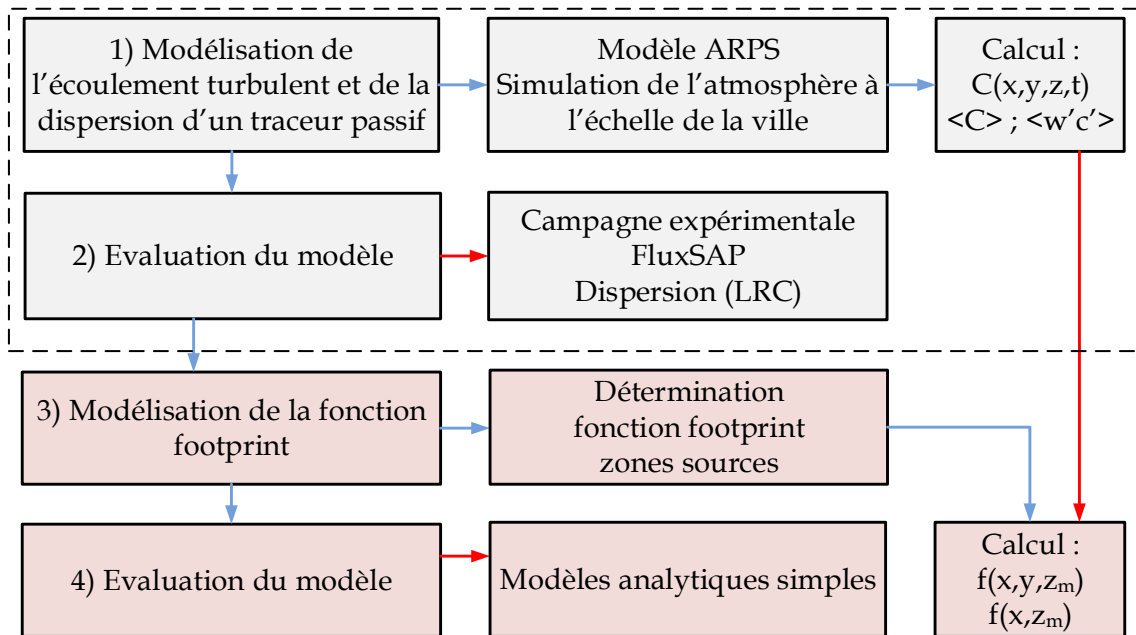 1) Modélisation de
l’écoulement turbulent et de la
dispersion d’un traceur passif
Modèle ARPS
Simulation de l’atmosphère à
l’échelle de la ville
Calcul :
C(x,y,z,t)
<C> ; <w’c’>
2) Evaluation du modèle
Campagne expérimentale
FluxSAP
Dispersion (LRC)
3) Modélisation de la fonction
footprint
Détermination
fonction footprint
zones sources
4) Evaluation du modèle
Modèles analytiques simples
Calcul :
f(x,y,zₘ)
f(x,zₘ)